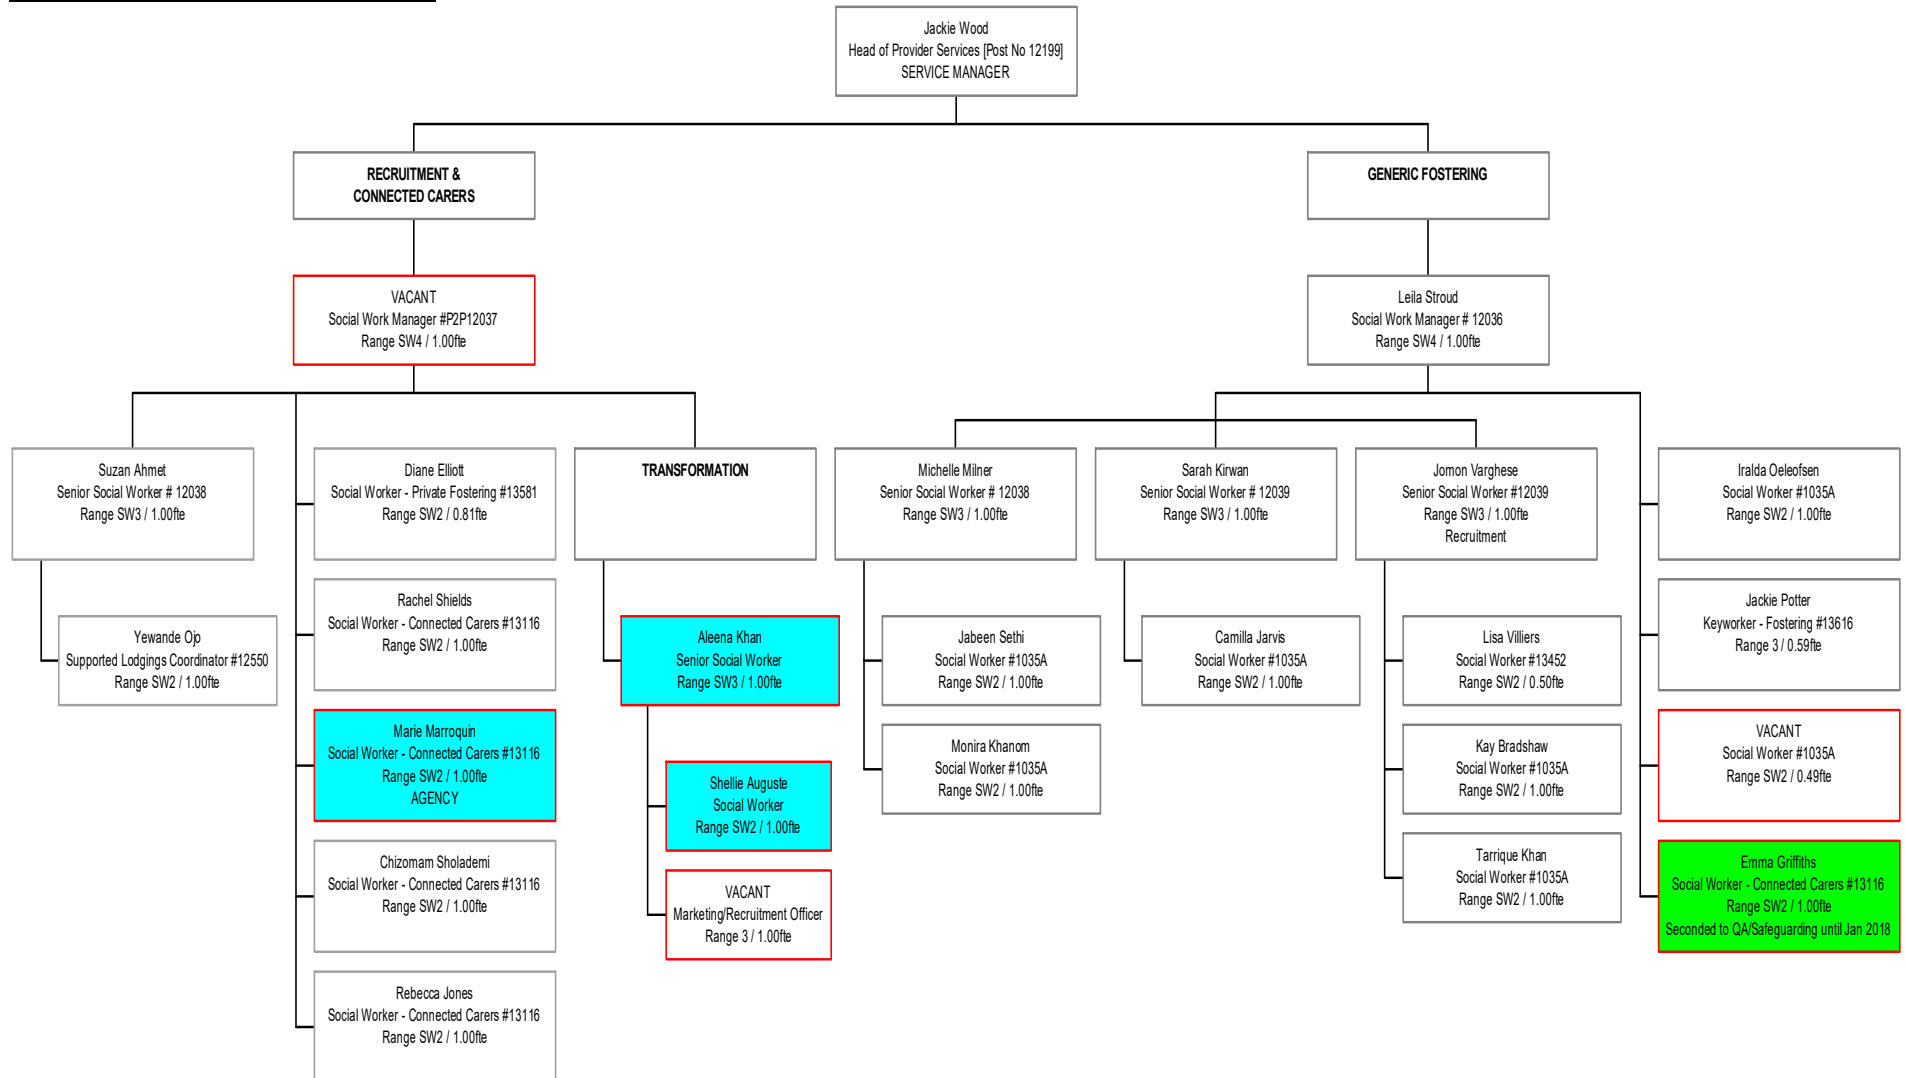 Jackie Wood
Head of Provider Services [Post No 12199]
SERVICE MANAGER
RECRUITMENT &
CONNECTED CARERS
GENERIC FOSTERING
VACANT
Social Work Manager #P2P12037
Range SW4 / 1.00fte
Leila Stroud
Social Work Manager # 12036
Range SW4 / 1.00fte
Suzan Ahmet
Senior Social Worker # 12038
Range SW3 / 1.00fte
Yewande Ojo
Supported Lodgings Coordinator #12550
Range SW2 / 1.00fte
Diane Elliott
Social Worker - Private Fostering #13581
Range SW2 / 0.81fte
Rachel Shields
Social Worker - Connected Carers #13116
Range SW2 / 1.00fte
Marie Marroquin
Social Worker - Connected Carers #13116
Range SW2 / 1.00fte
AGENCY
Chizomam Sholademi
Social Worker - Connected Carers #13116
Range SW2 / 1.00fte
Rebecca Jones
Social Worker - Connected Carers #13116
Range SW2 / 1.00fte
TRANSFORMATION
Aleena Khan
Senior Social Worker
Range SW3 / 1.00fte
Shellie Auguste
Social Worker
Range SW2 / 1.00fte
VACANT
Marketing/Recruitment Officer
Range 3 / 1.00fte
Michelle Milner
Senior Social Worker # 12038
Range SW3 / 1.00fte
Jabeen Sethi
Social Worker #1035A
Range SW2 / 1.00fte
Monira Khanom
Social Worker #1035A
Range SW2 / 1.00fte
Sarah Kirwan
Senior Social Worker # 12039
Range SW3 / 1.00fte
Camilla Jarvis
Social Worker #1035A
Range SW2 / 1.00fte
Jomon Varghese
Senior Social Worker #12039
Range SW3 / 1.00fte
Recruitment
Lisa Villiers
Social Worker #13452
Range SW2 / 0.50fte
Kay Bradshaw
Social Worker #1035A
Range SW2 / 1.00fte
Tarrique Khan
Social Worker #1035A
Range SW2 / 1.00fte
Iralda Oeleofsen
Social Worker #1035A
Range SW2 / 1.00fte
Jackie Potter
Keyworker - Fostering #13616
Range 3 / 0.59fte
VACANT
Social Worker #1035A
Range SW2 / 0.49fte
Emma Griffiths
Social Worker - Connected Carers #13116
Range SW2 / 1.00fte
Seconded to QA/Safeguarding until Jan 2018